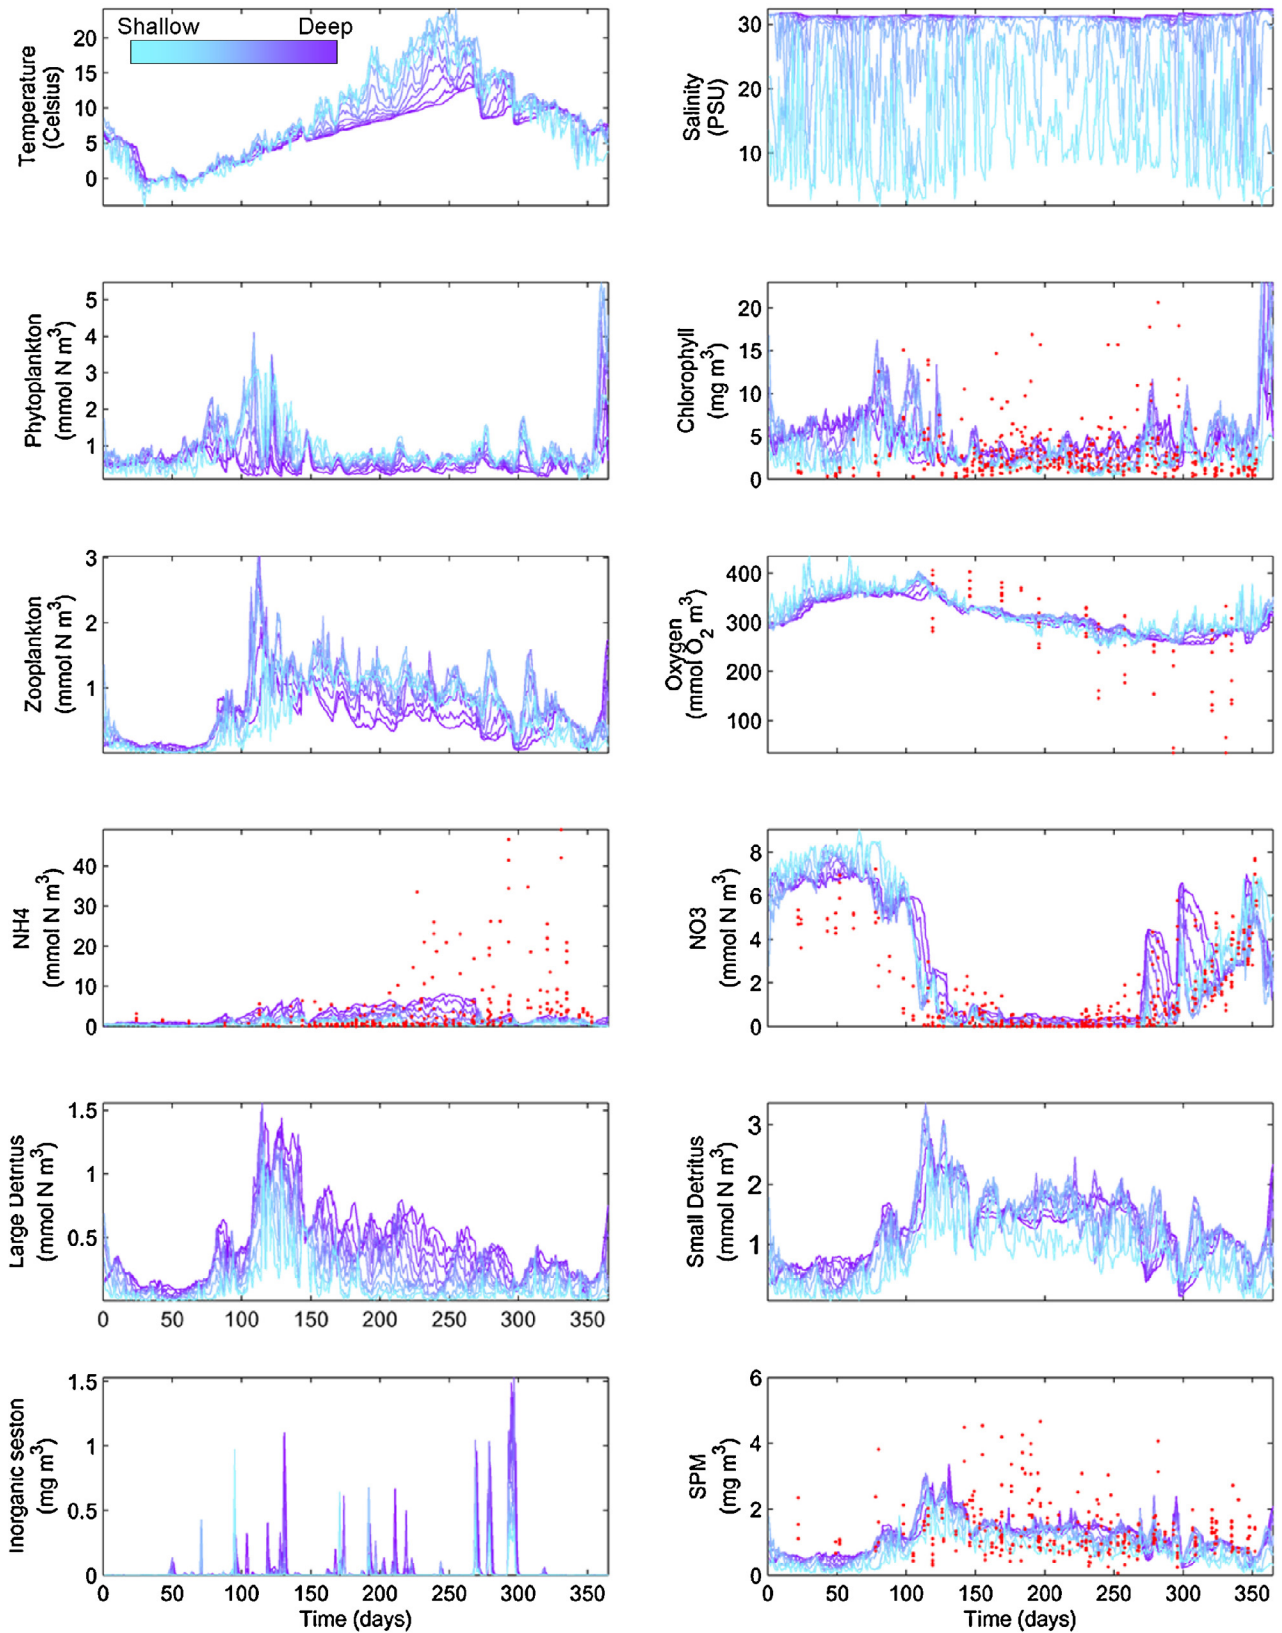 Shallow Deep
Temperature
(Celsius)
20
15
10
5
0
Salinity
(PSU)
30
20
10
Phytoplankton
(mmol N m³)
5
4
3
2
1
Chlorophyll
(mg m³)
20
15
10
5
0
Zooplankton
(mmol N m³)
3
2
1
Oxygen
(mmol O₂ m³)
400
300
200
100
NH4
(mmol N m³)
40
30
20
10
0
NO3
(mmol N m³)
8
6
4
2
0
Large Detritus
(mmol N m³)
1.5
1
0.5
0 50 100 150 200 250 300 350
Small Detritus
(mmol N m³)
3
2
1
Inorganic seston
(mg m³)
1.5
1
0.5
0
0 50 100 150 200 250 300 350
Time (days)
SPM
(mg m³)
6
4
2
0
0 50 100 150 200 250 300 350
Time (days)